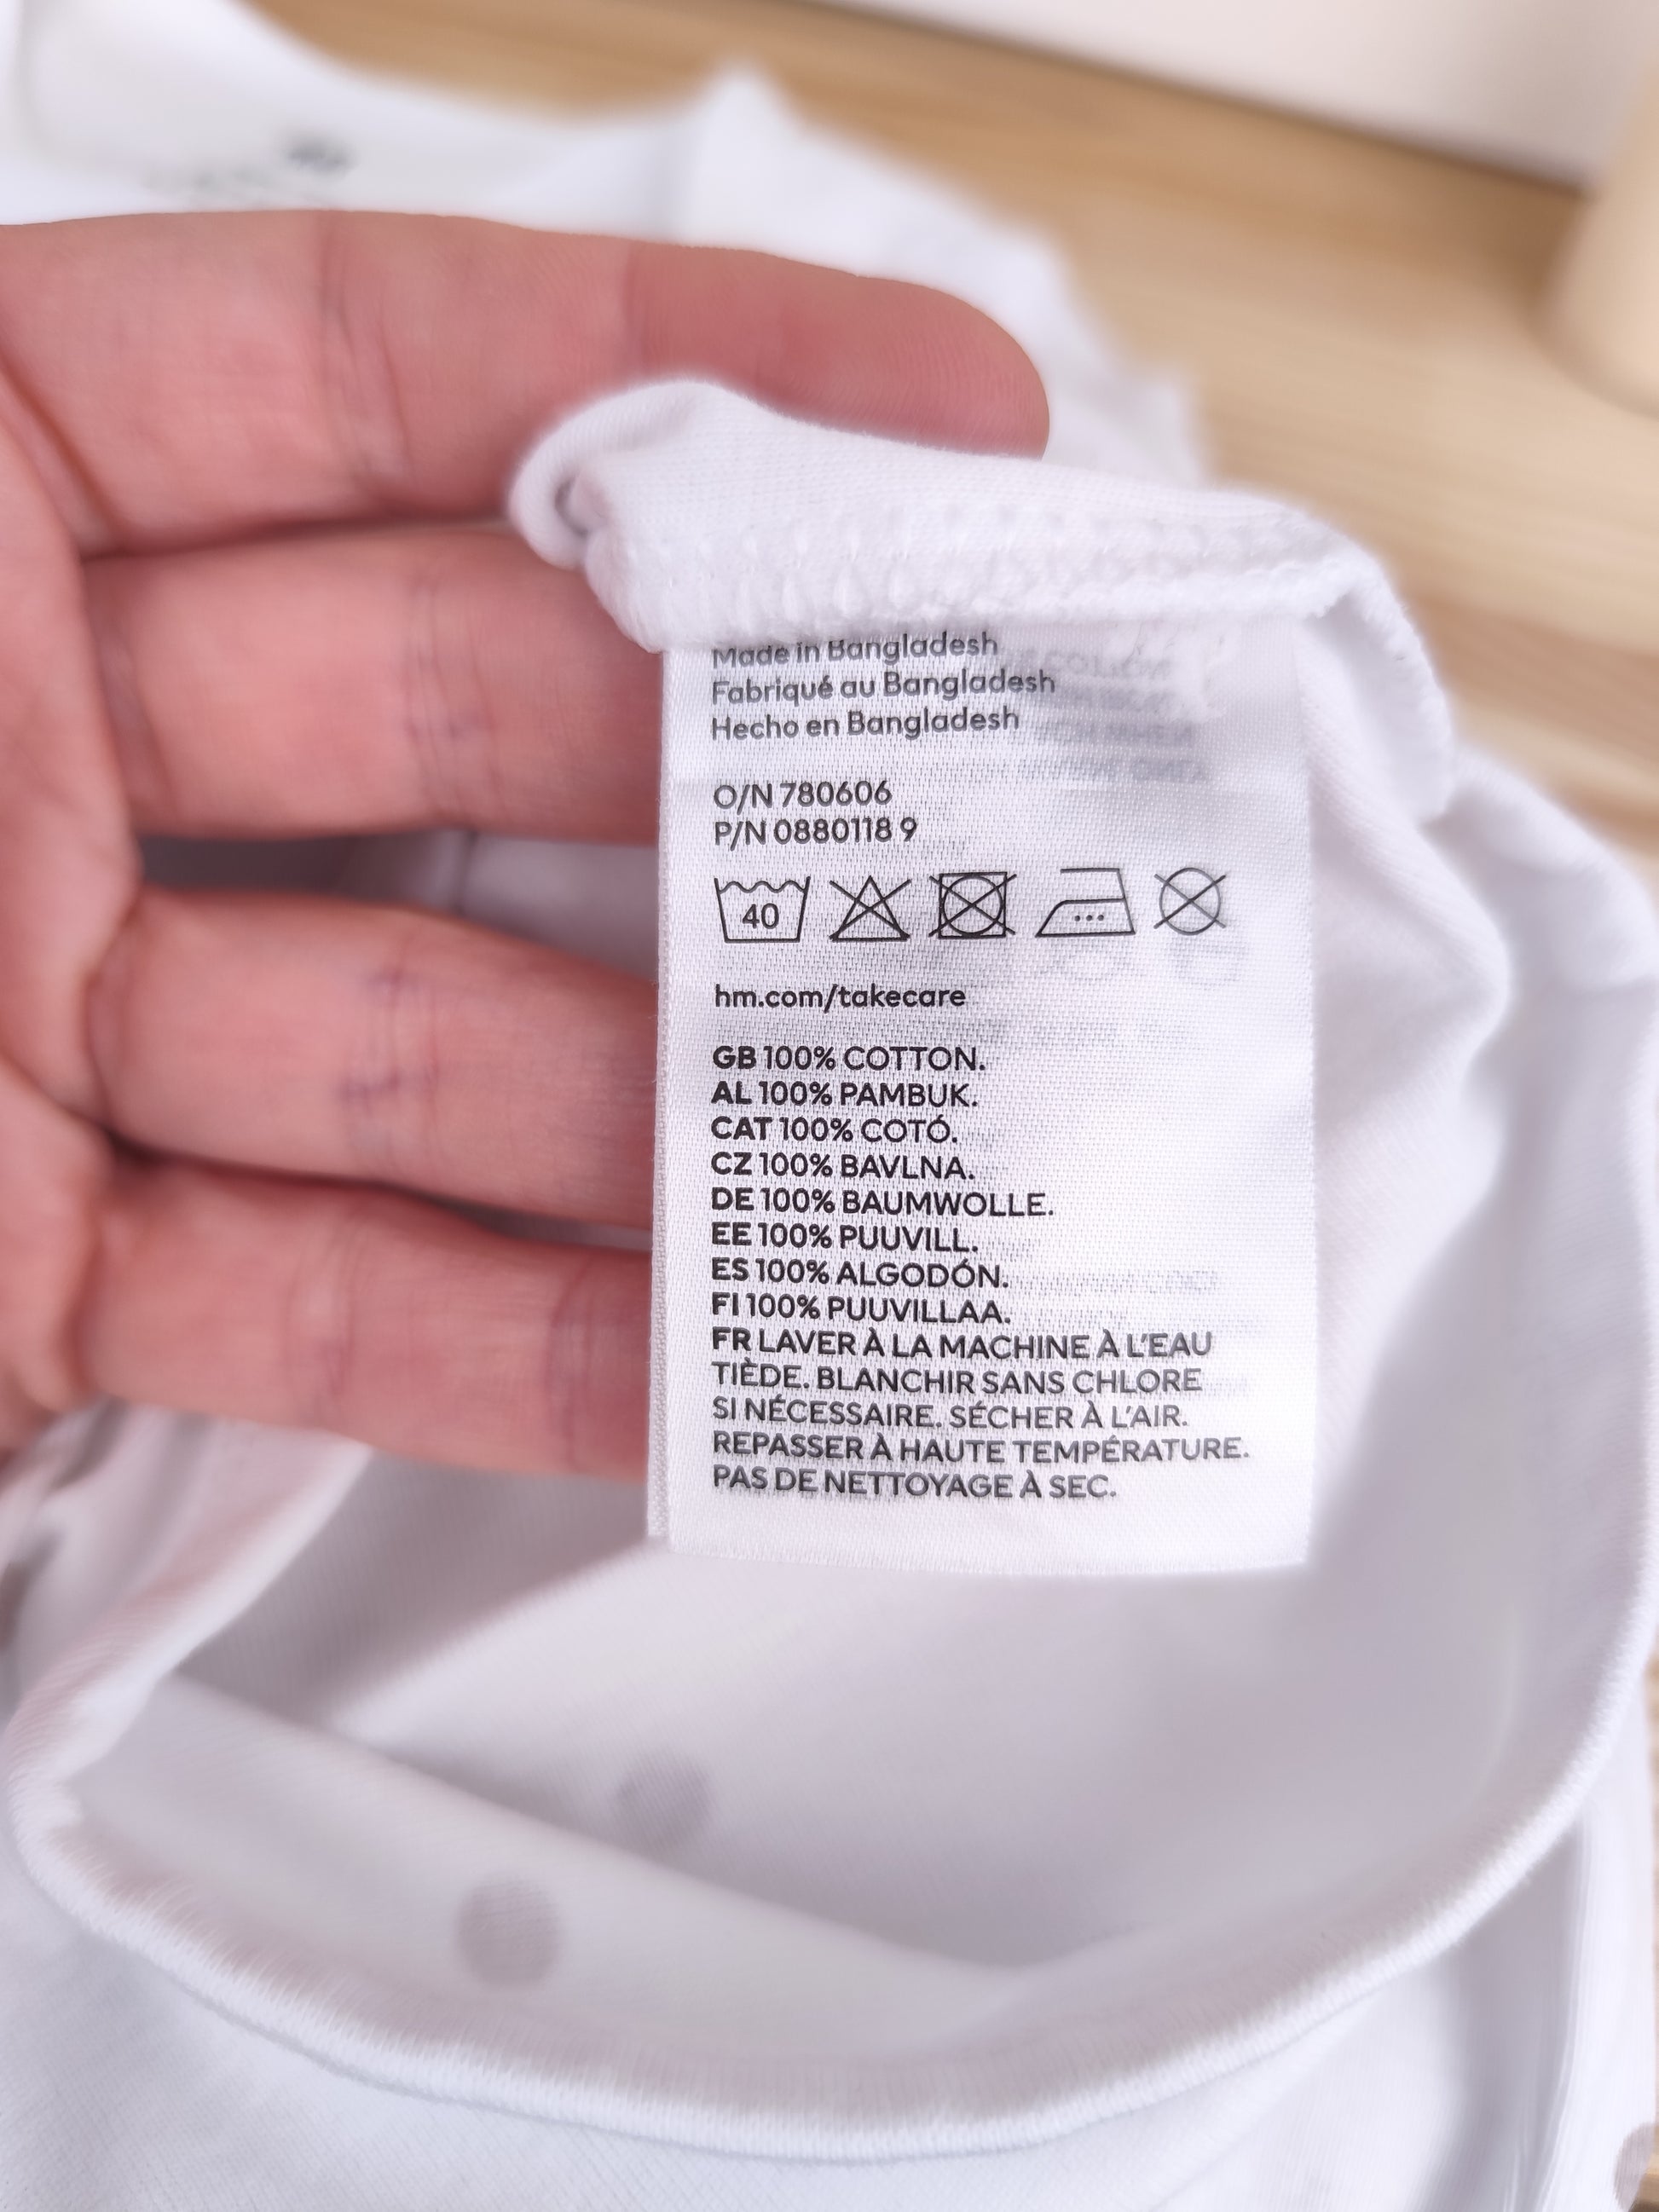 Made in Bangladesh
Fabriqué au Bangladesh
Hecho en Bangladesh
O/N 780606
P/N 0880118 9
40
hm.com/takecare
GB 100% COTTON.
AL 100% PAMBUK.
CAT 100% COTÓ.
CZ 100% BAVLNA.
DE 100% BAUMWOLLE.
EE 100% PUUVILL.
ES 100% ALGODÓN.
FI 100% PUUVILLAA.
FR LAVER À LA MACHINE À L'EAU
TIÈDE. BLANCHIR SANS CHLORE
SI NÉCESSAIRE. SÉCHER À L'AIR.
REPASSER À HAUTE TEMPÉRATURE.
PAS DE NETTOYAGE À SEC.